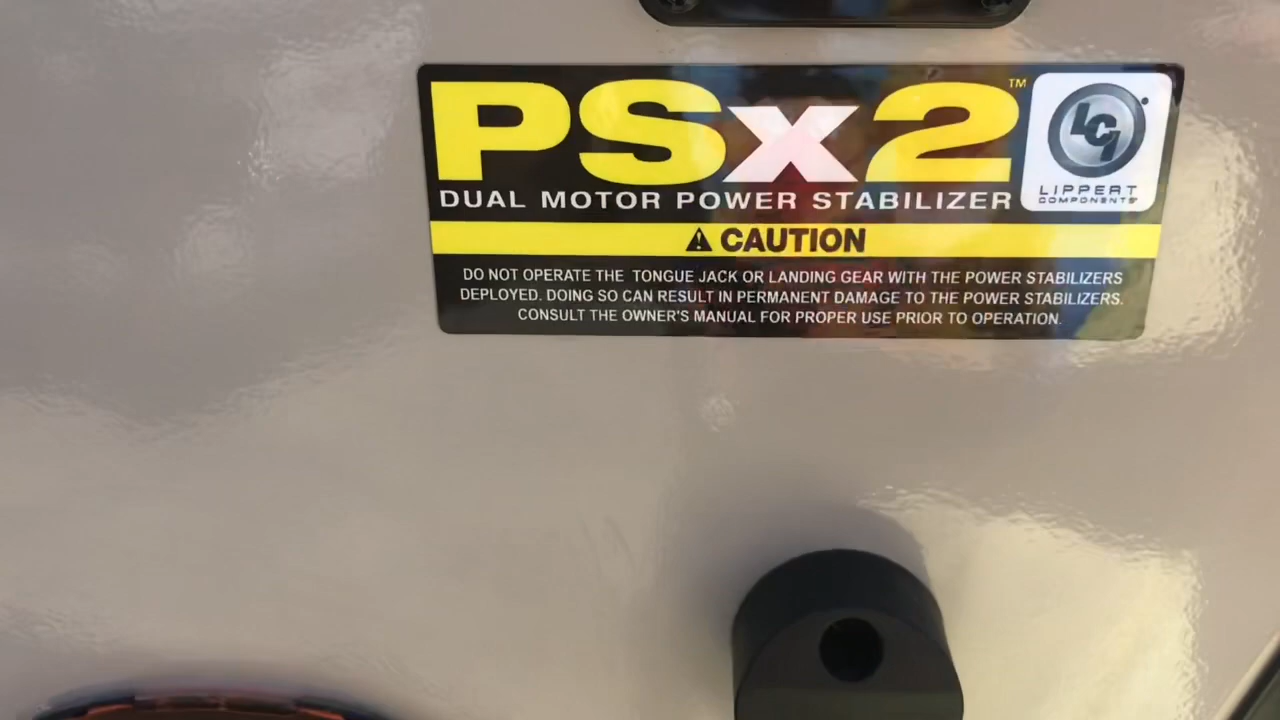 PSx2™
DUAL MOTOR POWER STABILIZER
LCI
LIPPERT
COMPONENTS
CAUTION
DO NOT OPERATE THE TONGUE JACK OR LANDING GEAR WITH THE POWER STABILIZERS
DEPLOYED. DOING SO CAN RESULT IN PERMANENT DAMAGE TO THE POWER STABILIZERS.
CONSULT THE OWNER'S MANUAL FOR PROPER USE PRIOR TO OPERATION.